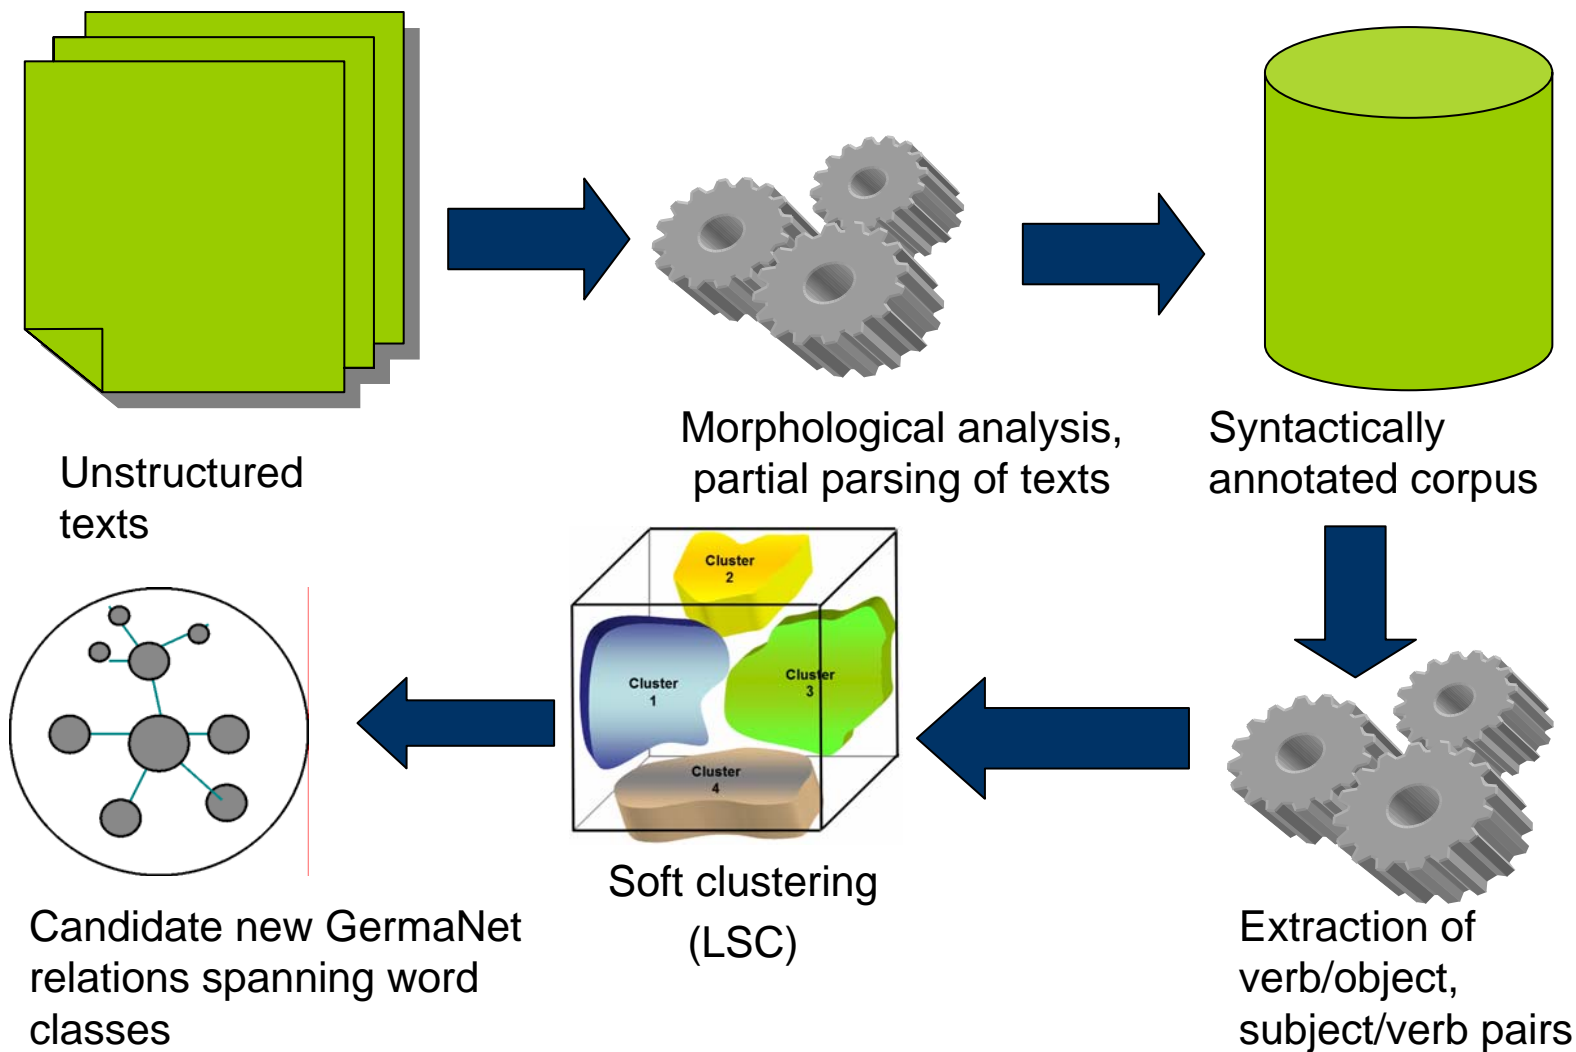 Unstructured
texts
Morphological analysis,
partial parsing of texts
Syntactically
annotated corpus
Extraction of
verb/object,
subject/verb pairs
Cluster
2
Cluster
1
Cluster
3
Cluster
4
Soft clustering
(LSC)
Candidate new GermaNet
relations spanning word
classes